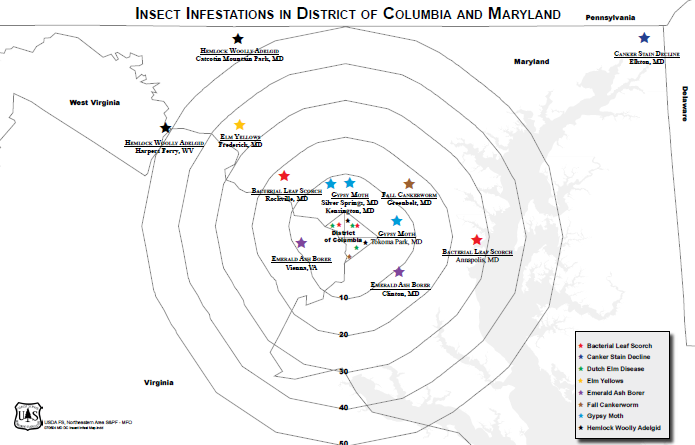 INSECT INFESTATIONS IN DISTRICT OF COLUMBIA AND MARYLAND
Pennsylvania
HEMLOCK WOOLLY ADELGID
Catcotin Mountain Park, MD
CANKER STAIN DECLINE
Elkton, MD
Maryland
Delaware
West Virginia
HEMLOCK WOOLLY ADELGID
Harpers Ferry, WV
ELM YELLOWS
Frederick, MD
BACTERIAL LEAF SCORCH
Rockville, MD
GYPSY MOTH
Silver Springs, MD
Kensington, MD
FALL CANKERWORM
Greenbelt, MD
District
of Columbia
GYPSY MOTH
Tokoma Park, MD
BACTERIAL LEAF SCORCH
Annapolis, MD
EMERALD ASH BORER
Vienna, VA
EMERALD ASH BORER
Clinton, MD
10
20
30
40
50
Virginia
Bacterial Leaf Scorch
Canker Stain Decline
Dutch Elm Disease
Elm Yellows
Emerald Ash Borer
Fall Cankerworm
Gypsy Moth
Hemlock Woolly Adelgid
US
USDA FS, Northeastern Area S&PF - MFO